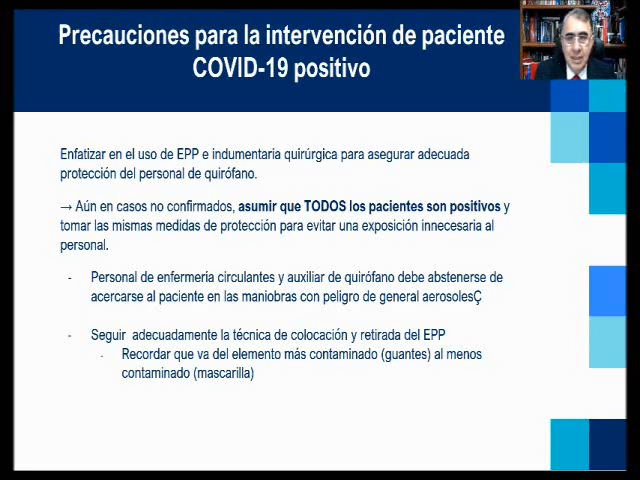 Precauciones para la intervención de paciente
COVID-19 positivo
Enfatizar en el uso de EPP e indumentaria quirúrgica para asegurar adecuada
protección del personal de quirófano.
→ Aún en casos no confirmados, asumir que TODOS los pacientes son positivos y
tomar las mismas medidas de protección para evitar una exposición innecesaria al
personal.
- Personal de enfermería circulantes y auxiliar de quirófano debe abstenerse de
acercarse al paciente en las maniobras con peligro de general aerosolesÇ
- Seguir adecuadamente la técnica de colocación y retirada del EPP
- Recordar que va del elemento más contaminado (guantes) al menos
contaminado (mascarilla)